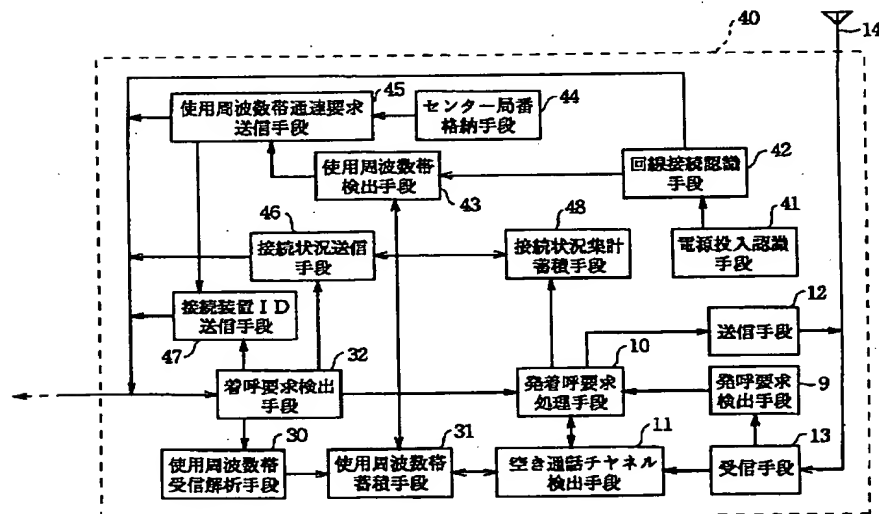 40
14
45
使用周波数帯通達要求
送信手段
センター局番
格納手段
44
使用周波数帯
検出手段
43
回線接続認識
手段
42
46
接続状況送信
手段
48
接続状況集計
蓄積手段
41
電源投入認識
手段
接続装置ID
送信手段
47
12
送信手段
32
着呼要求検出
手段
10
発着呼要求
処理手段
発呼要求
検出手段
9
30
使用周波数帯
受信解析手段
31
使用周波数帯
蓄積手段
11
空き通話チヤネル
検出手段
13
受信手段